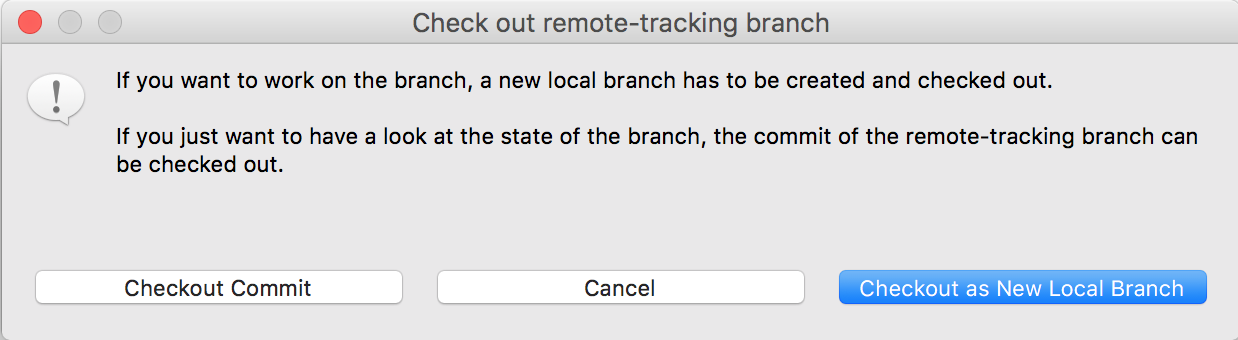 Check out remote-tracking branch
If you want to work on the branch, a new local branch has to be created and checked out.
If you just want to have a look at the state of the branch, the commit of the remote-tracking branch can
be checked out.
Checkout Commit
Cancel
Checkout as New Local Branch